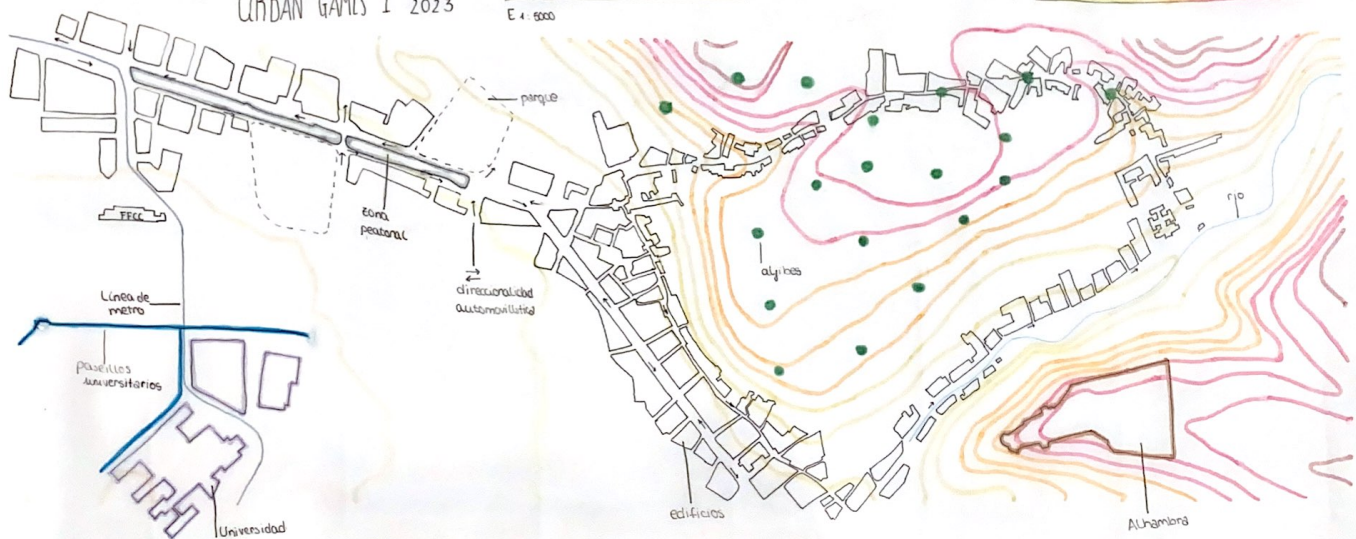 URBAN GAMES I 2023
E 1:5000
parque
zona
peatonal
direccionalidad
automovilística
FFCC
Línea de
metro
paseillos
universitarios
Universidad
edificios
aljibes
río
Alhambra